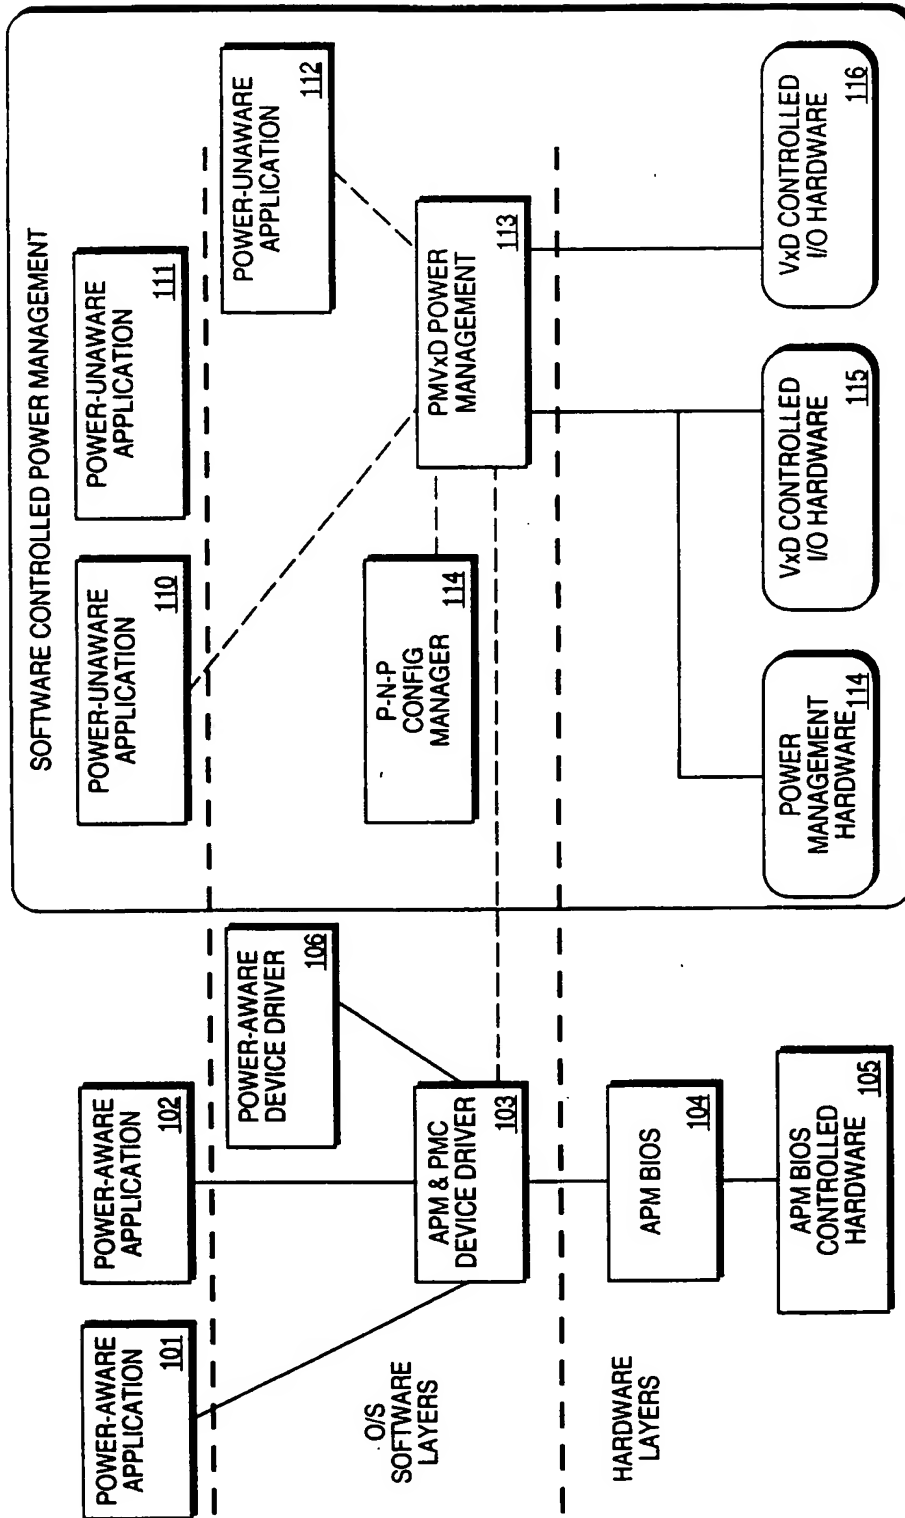 SOFTWARE CONTROLLED POWER MANAGEMENT
POWER-AWARE
APPLICATION
101
POWER-AWARE
APPLICATION
102
POWER-UNAWARE
APPLICATION
110
POWER-UNAWARE
APPLICATION
111
POWER-AWARE
DEVICE DRIVER
106
POWER-UNAWARE
APPLICATION
112
O/S
SOFTWARE
LAYERS
APM & PMC
DEVICE DRIVER
103
P-N-P
CONFIG
MANAGER
114
PMVxD POWER
MANAGEMENT
113
HARDWARE
LAYERS
APM BIOS
104
APM BIOS
CONTROLLED
HARDWARE
105
POWER
MANAGEMENT
HARDWARE
114
VxD CONTROLLED
I/O HARDWARE
115
VxD CONTROLLED
I/O HARDWARE
116